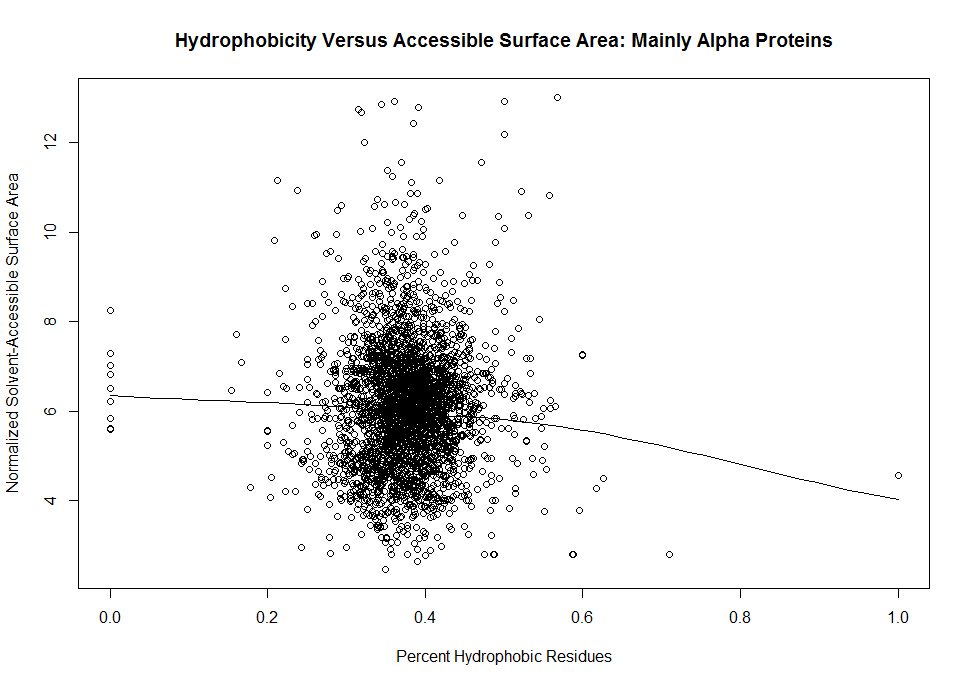 Hydrophobicity Versus Accessible Surface Area: Mainly Alpha Proteins
Normalized Solvent-Accessible Surface Area
12
10
8
6
4
0.0 0.2 0.4 0.6 0.8 1.0
Percent Hydrophobic Residues